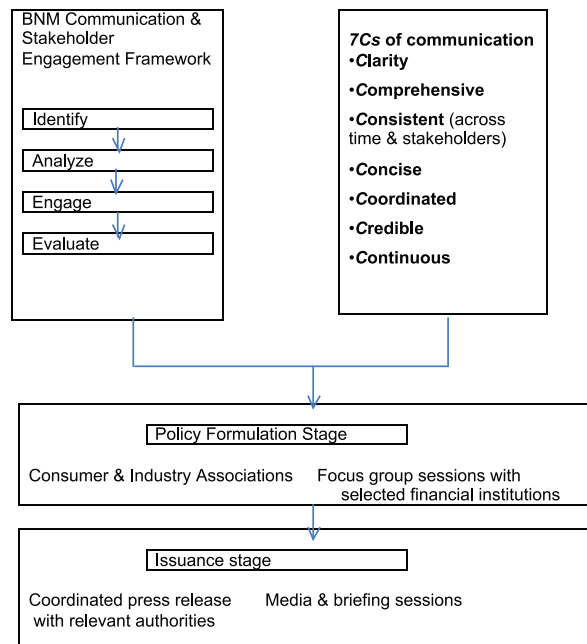 BNM Communication &
Stakeholder
Engagement Framework
Identify
Analyze
Engage
Evaluate
7Cs of communication
•Clarity
•Comprehensive
•Consistent (across
time & stakeholders)
•Concise
•Coordinated
•Credible
•Continuous
Policy Formulation Stage
Consumer & Industry Associations
Focus group sessions with
selected financial institutions
Issuance stage
Coordinated press release
with relevant authorities
Media & briefing sessions